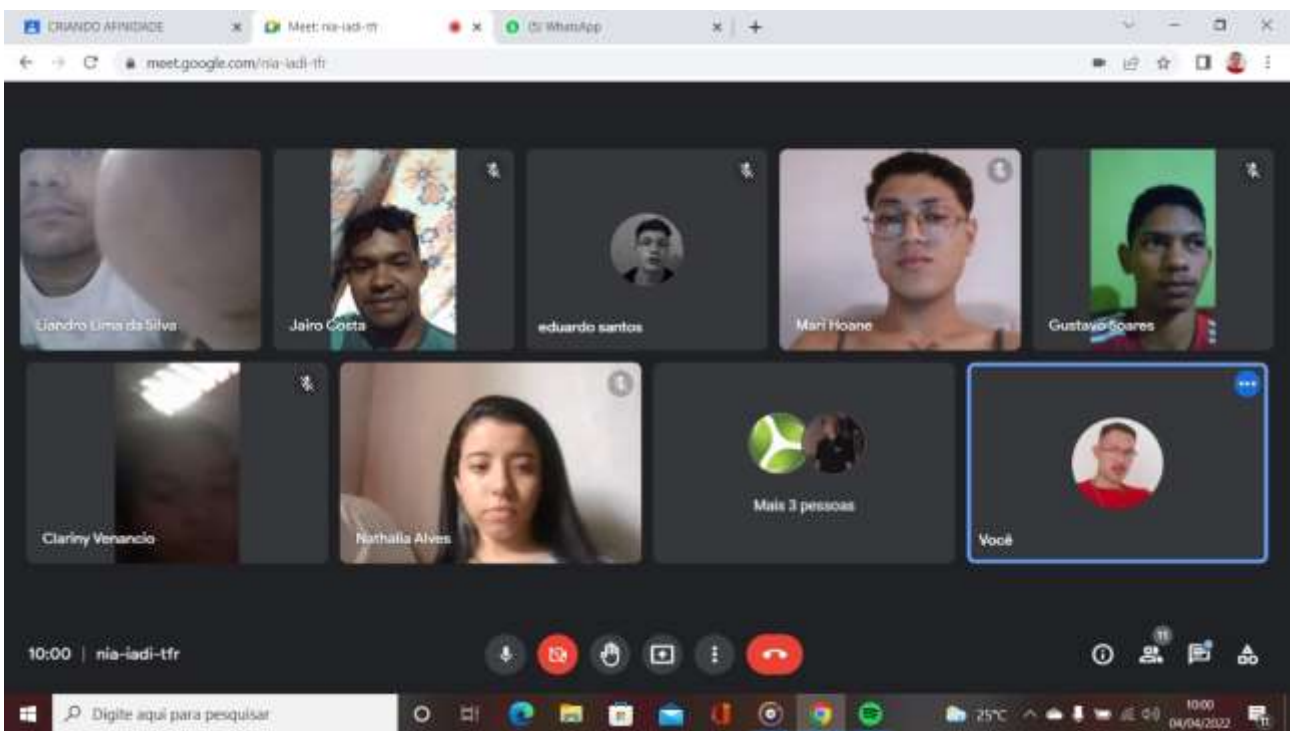 CRIANDO AFINIDADE
Meet: nia-iadi-tfr
WhatsApp
meet.google.com/nia-iadi-tfr
Liandro Lima da Silva
Jairo Costa
eduardo santos
Mari Hoane
Gustavo Soares
Clariny Venancio
Nathalia Alves
Mais 3 pessoas
Você
10:00 | nia-iadi-tfr
11
Digite aqui para pesquisar
25°C
10:00
04/04/2022